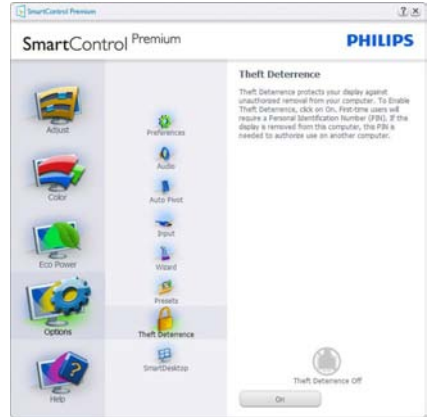 SmartControl Premium
SmartControl Premium
PHILIPS
Adjust
Color
Eco Power
Options
Help
Preferences
Audio
Auto Pivot
Input
Wizard
Presets
Theft Deterrence
SmartDesktop
Theft Deterrence
Theft Deterrence protects your display against
unauthorized removal from your computer. To Enable
Theft Deterrence, click on On. First-time users will
require a Personal Identification Number (PIN). If the
display is removed from this computer, this PIN is
needed to authorize use on another computer.
Theft Deterrence Off
On